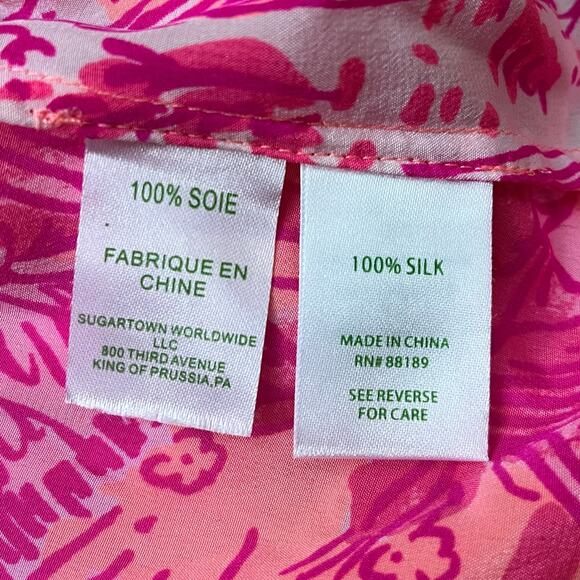 100% SOIE
FABRIQUE EN
CHINE
SUGARTOWN WORLDWIDE
LLC
800 THIRD AVENUE
KING OF PRUSSIA,PA
100% SILK
MADE IN CHINA
RN# 88189
SEE REVERSE
FOR CARE